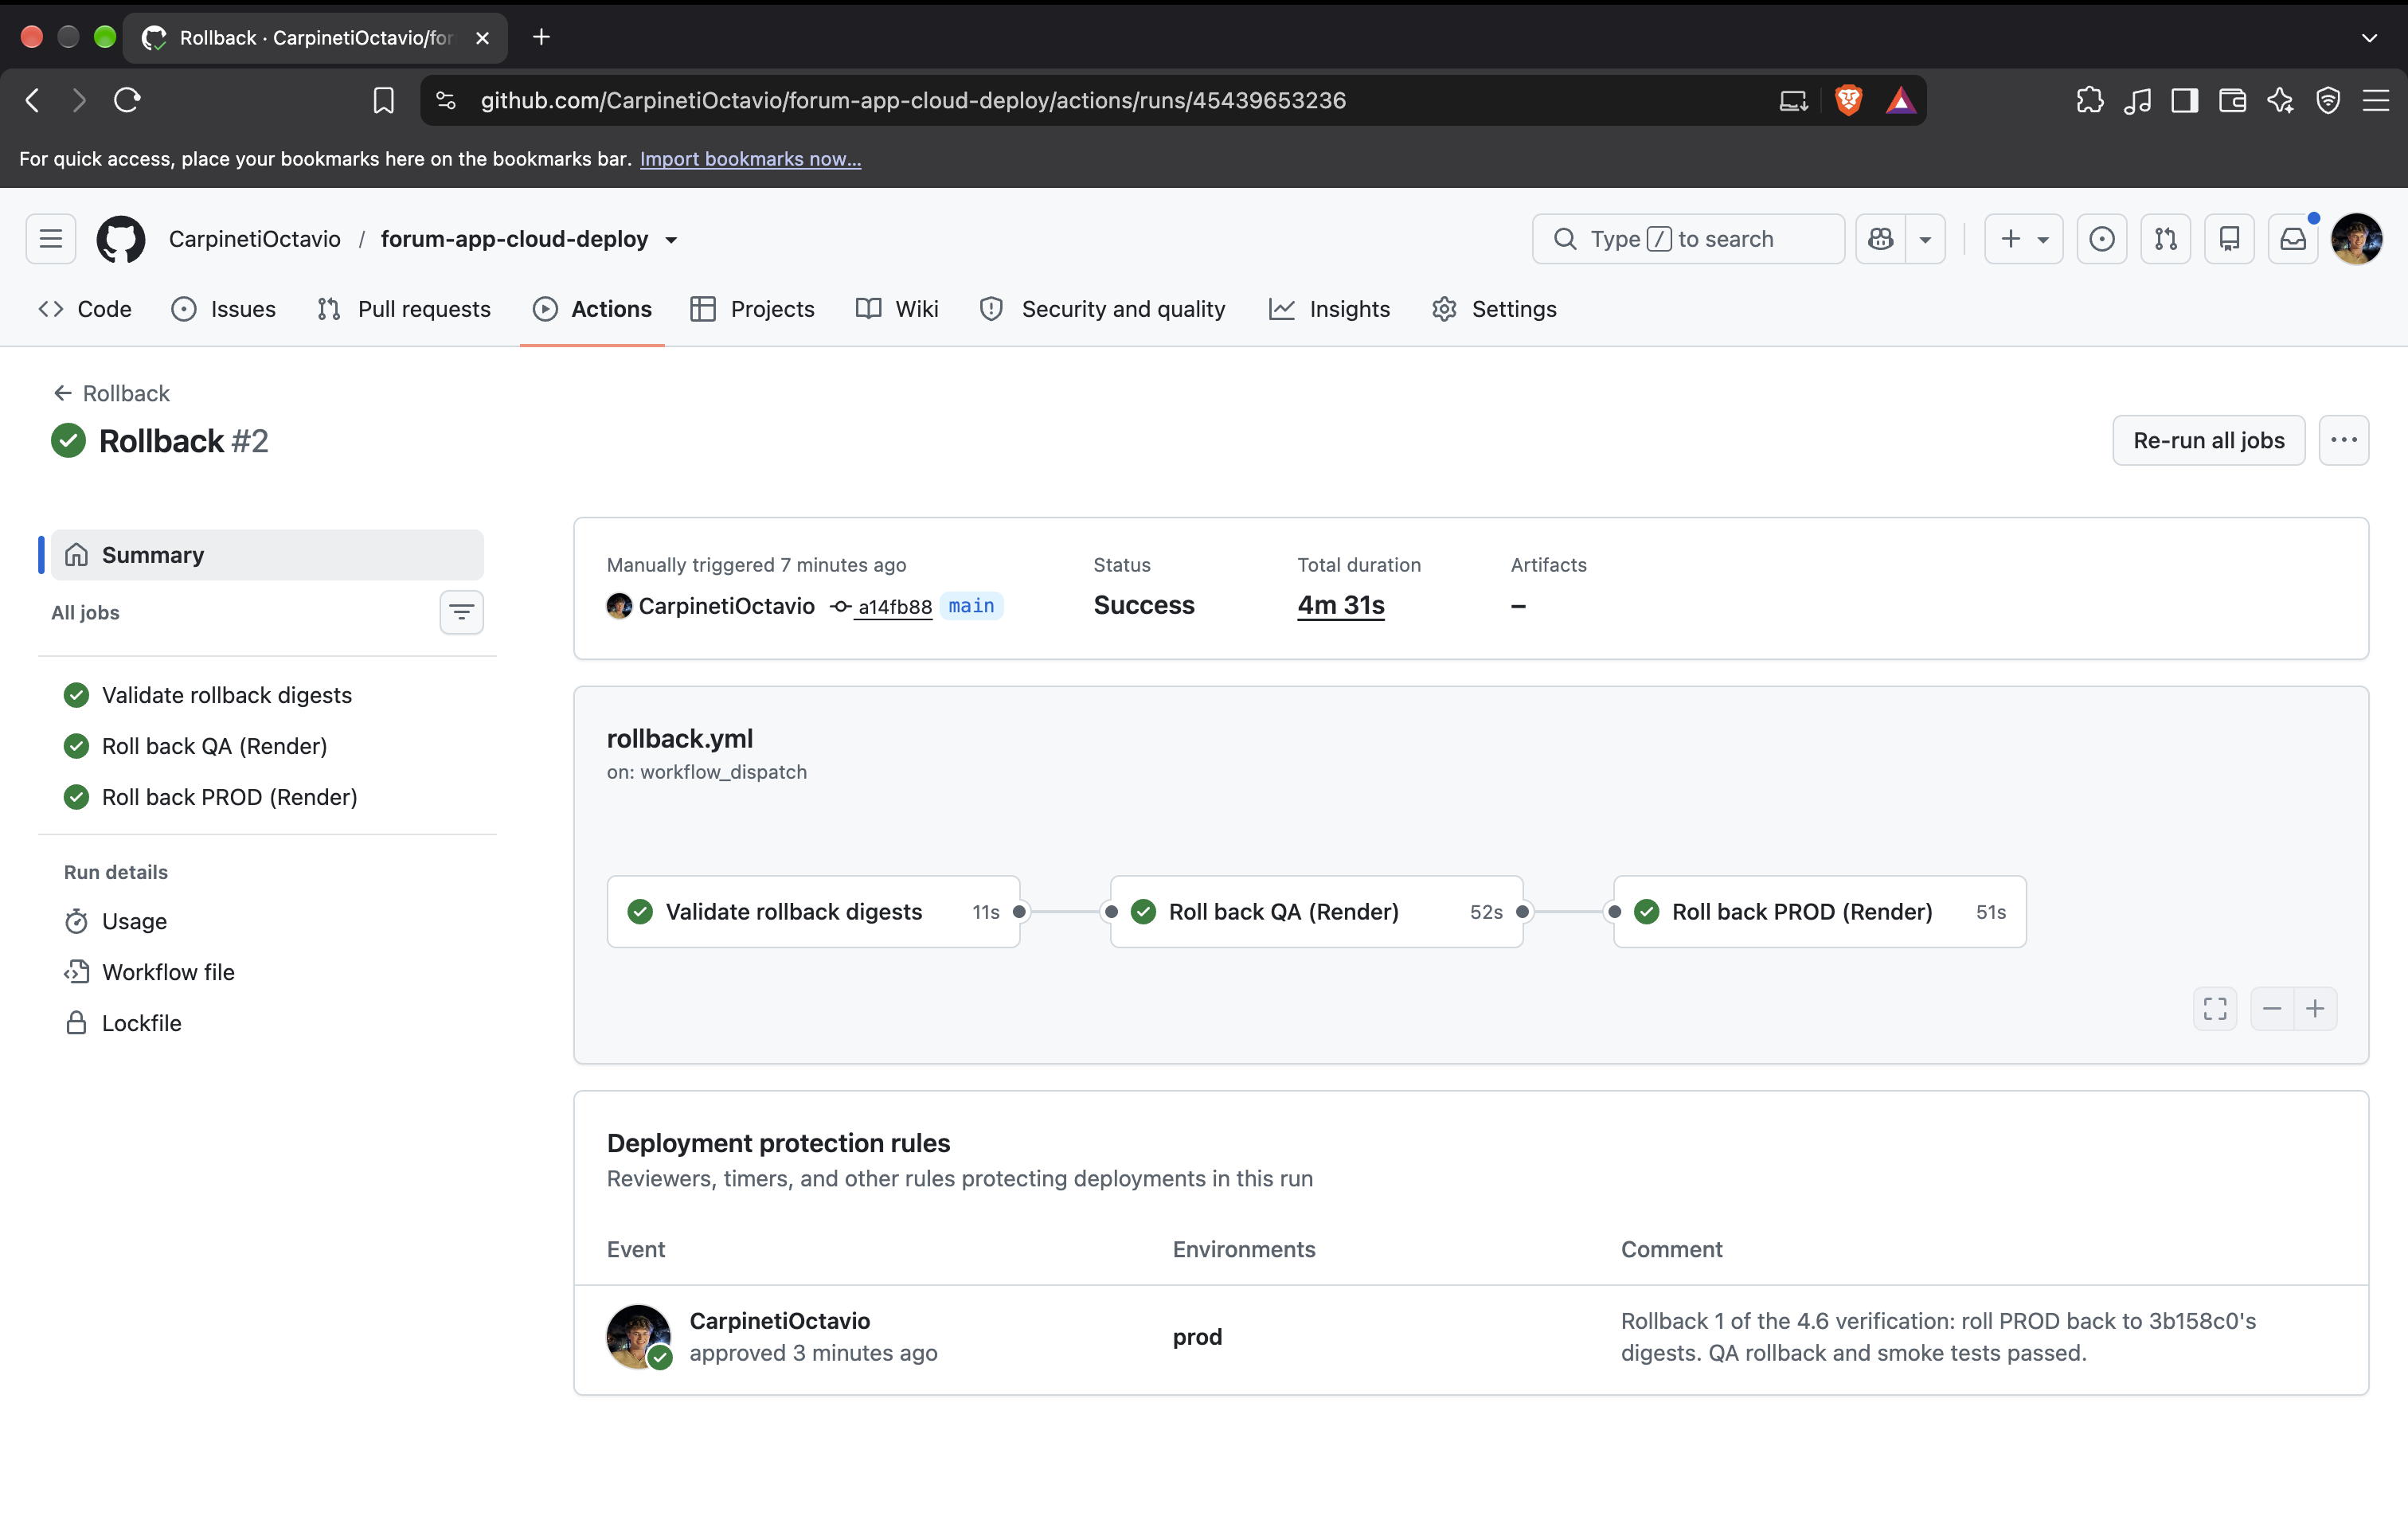 Rollback · CarpinetiOctavio/for
github.com/CarpinetiOctavio/forum-app-cloud-deploy/actions/runs/45439653236
For quick access, place your bookmarks here on the bookmarks bar. Import bookmarks now...
CarpinetiOctavio / forum-app-cloud-deploy
Type / to search
Code
Issues
Pull requests
Actions
Projects
Wiki
Security and quality
Insights
Settings
← Rollback
Rollback #2
Re-run all jobs
Summary
All jobs
Validate rollback digests
Roll back QA (Render)
Roll back PROD (Render)
Run details
Usage
Workflow file
Lockfile
Manually triggered 7 minutes ago
CarpinetiOctavio a14fb88 main
Status
Success
Total duration
4m 31s
Artifacts
–
rollback.yml
on: workflow_dispatch
Validate rollback digests 11s
Roll back QA (Render) 52s
Roll back PROD (Render) 51s
Deployment protection rules
Reviewers, timers, and other rules protecting deployments in this run
Event Environments Comment
CarpinetiOctavio
approved 3 minutes ago
prod
Rollback 1 of the 4.6 verification: roll PROD back to 3b158c0's
digests. QA rollback and smoke tests passed.